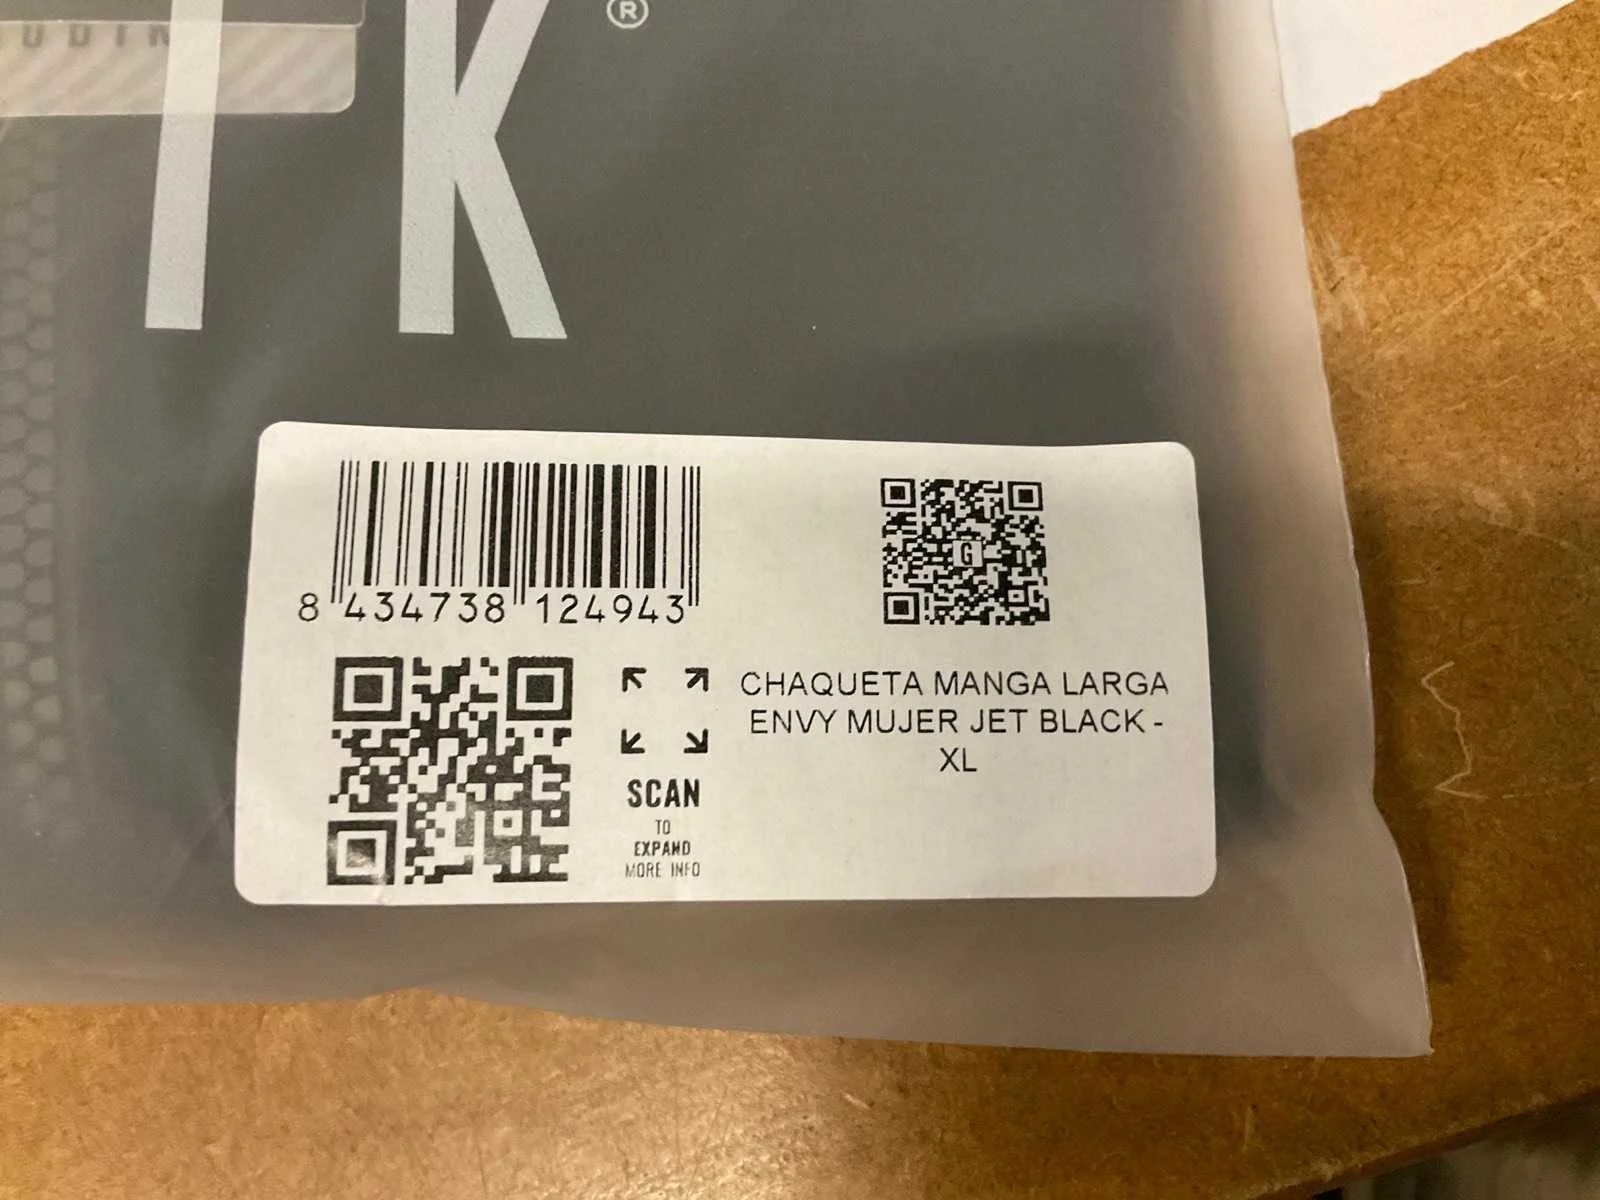 K®
8 434738 124943
G
SCAN
TO
EXPAND
MORE INFO
CHAQUETA MANGA LARGA
ENVY MUJER JET BLACK -
XL